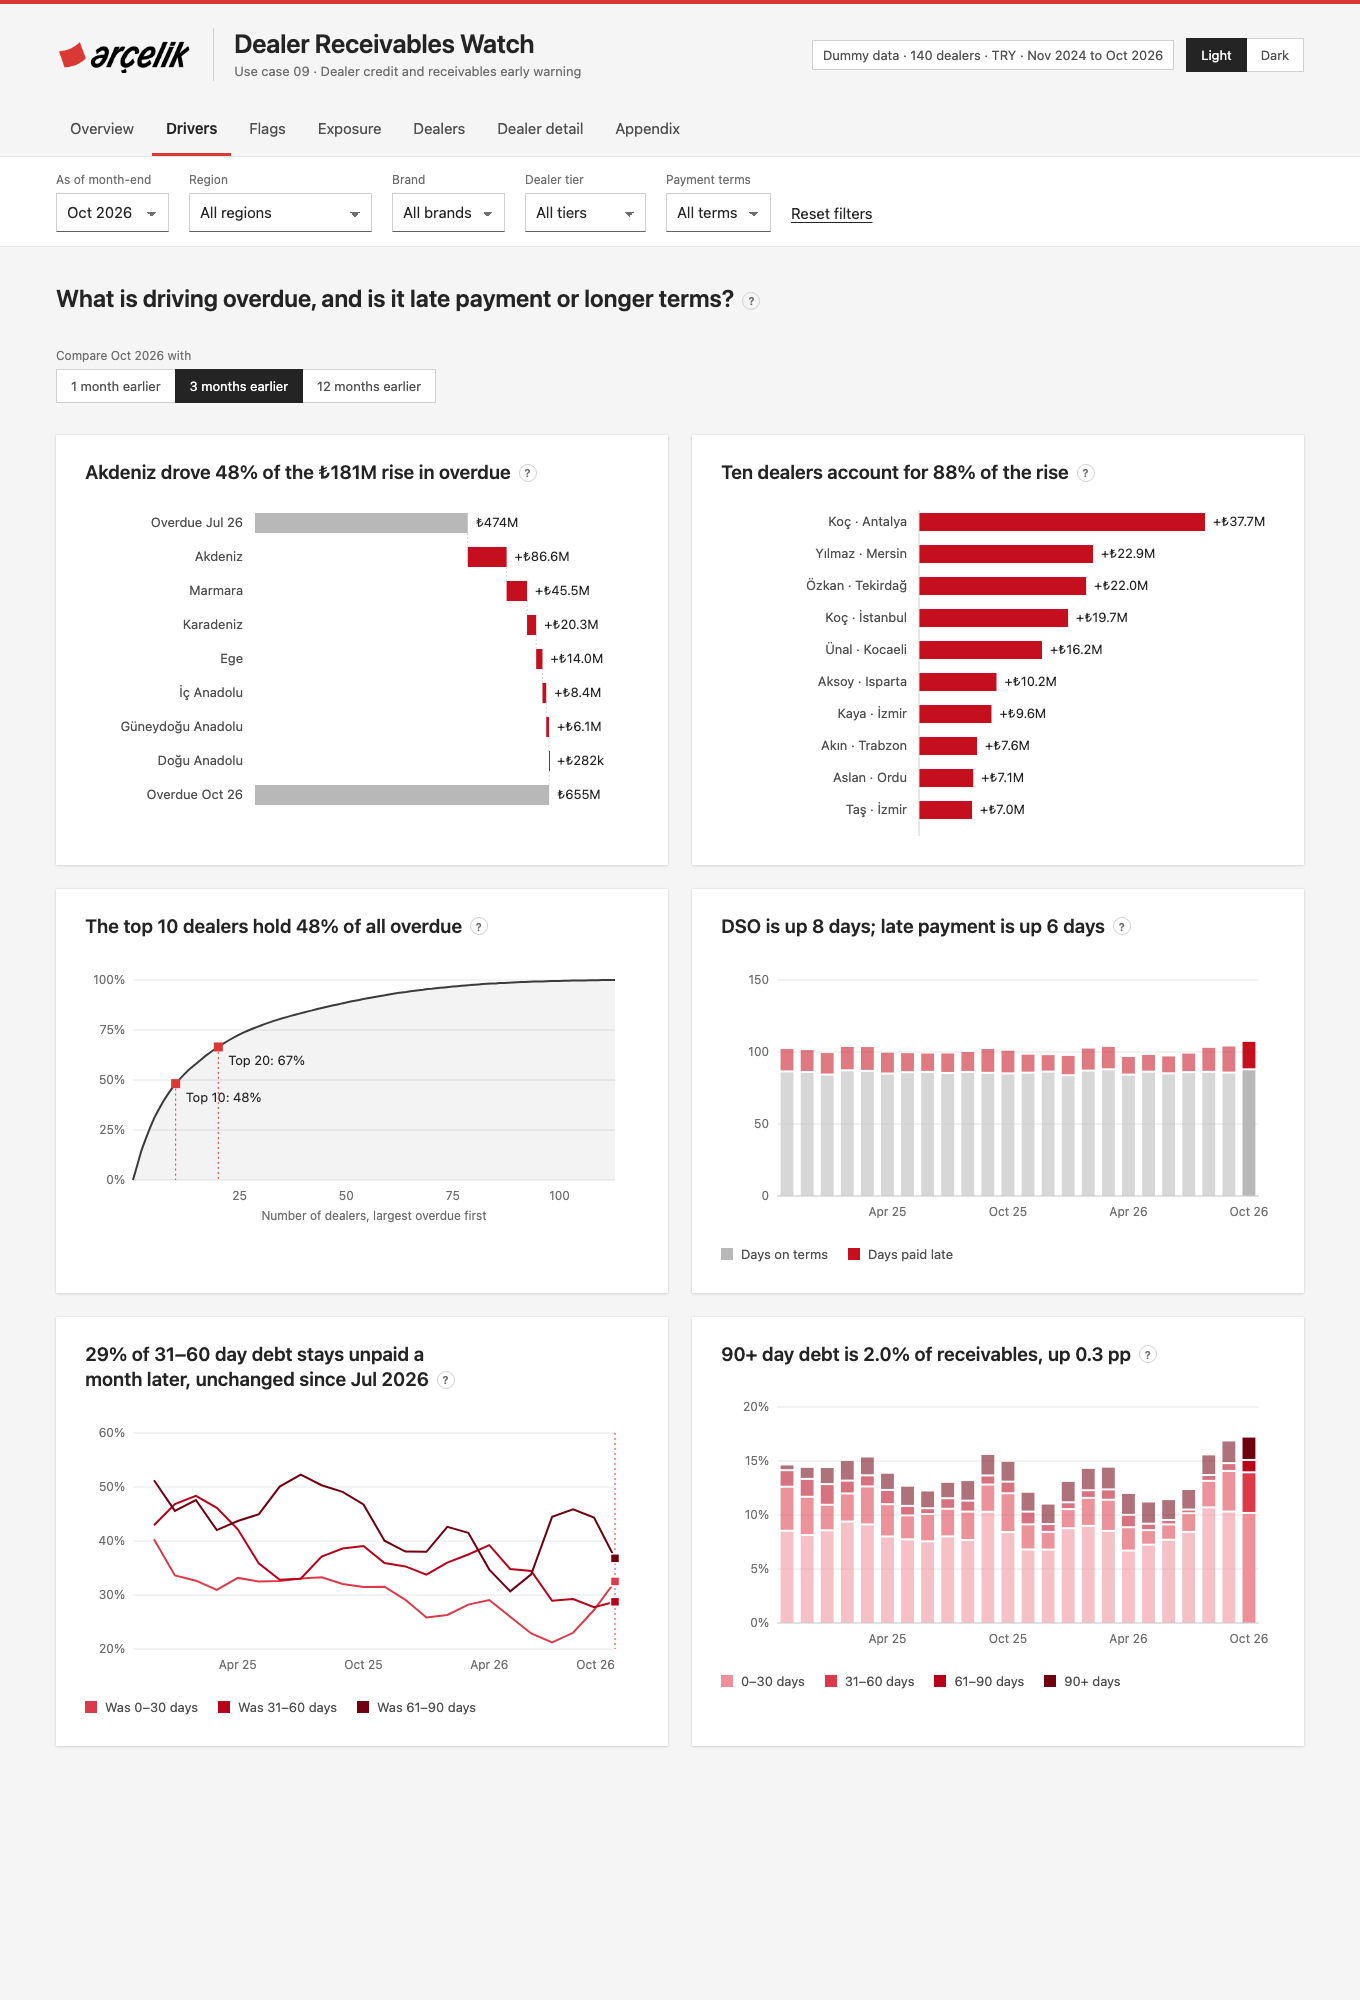 arçelik
Dealer Receivables Watch
Use case 09 · Dealer credit and receivables early warning
Dummy data · 140 dealers · TRY · Nov 2024 to Oct 2026
Light
Dark
Overview
Drivers
Flags
Exposure
Dealers
Dealer detail
Appendix
As of month-end
Region
Brand
Dealer tier
Payment terms
Oct 2026
All regions
All brands
All tiers
All terms
Reset filters
What is driving overdue, and is it late payment or longer terms? ?
Compare Oct 2026 with
1 month earlier
3 months earlier
12 months earlier
Akdeniz drove 48% of the ₺181M rise in overdue ?
Overdue Jul 26 ₺474M
Akdeniz +₺86.6M
Marmara +₺45.5M
Karadeniz +₺20.3M
Ege +₺14.0M
İç Anadolu +₺8.4M
Güneydoğu Anadolu +₺6.1M
Doğu Anadolu +₺282k
Overdue Oct 26 ₺655M
Ten dealers account for 88% of the rise ?
Koç · Antalya +₺37.7M
Yılmaz · Mersin +₺22.9M
Özkan · Tekirdağ +₺22.0M
Koç · İstanbul +₺19.7M
Ünal · Kocaeli +₺16.2M
Aksoy · Isparta +₺10.2M
Kaya · İzmir +₺9.6M
Akın · Trabzon +₺7.6M
Aslan · Ordu +₺7.1M
Taş · İzmir +₺7.0M
The top 10 dealers hold 48% of all overdue ?
100%
75%
Top 20: 67%
50%
Top 10: 48%
25%
0%
25 50 75 100
Number of dealers, largest overdue first
DSO is up 8 days; late payment is up 6 days ?
150
100
50
0
Apr 25 Oct 25 Apr 26 Oct 26
Days on terms
Days paid late
29% of 31–60 day debt stays unpaid a
month later, unchanged since Jul 2026 ?
60%
50%
40%
30%
20%
Apr 25 Oct 25 Apr 26 Oct 26
Was 0–30 days
Was 31–60 days
Was 61–90 days
90+ day debt is 2.0% of receivables, up 0.3 pp ?
20%
15%
10%
5%
0%
Apr 25 Oct 25 Apr 26 Oct 26
0–30 days
31–60 days
61–90 days
90+ days